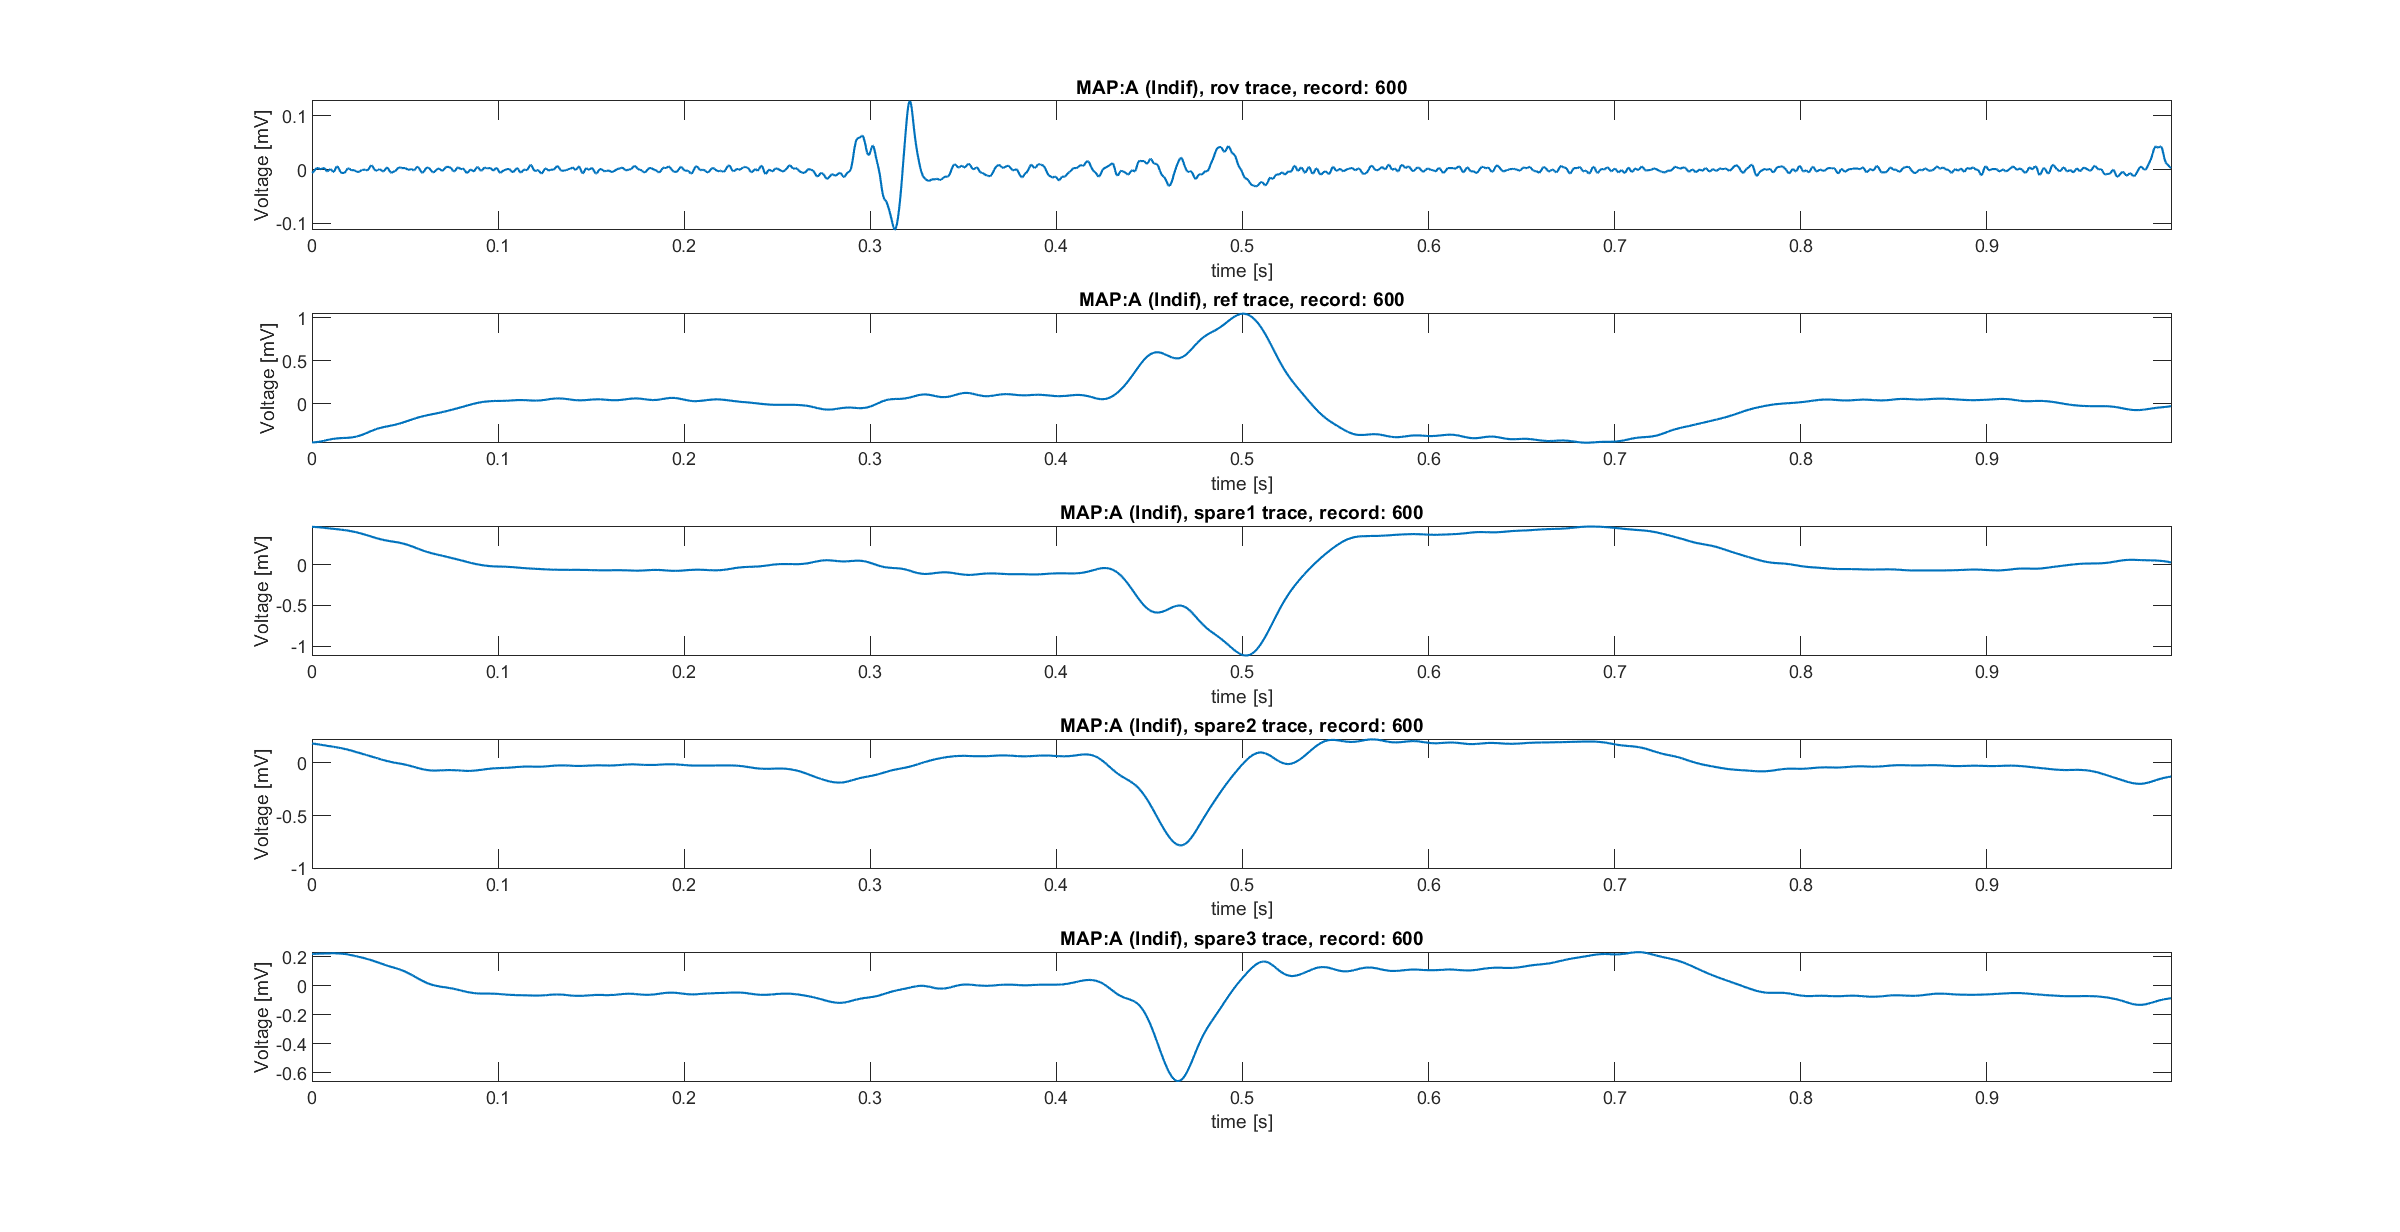 MAP:A (Indif), rov trace, record: 600
Voltage [mV]
0.1
0
-0.1
0 0.1 0.2 0.3 0.4 0.5 0.6 0.7 0.8 0.9
time [s]
MAP:A (Indif), ref trace, record: 600
Voltage [mV]
1
0.5
0
0 0.1 0.2 0.3 0.4 0.5 0.6 0.7 0.8 0.9
time [s]
MAP:A (Indif), spare1 trace, record: 600
Voltage [mV]
0
-0.5
-1
0 0.1 0.2 0.3 0.4 0.5 0.6 0.7 0.8 0.9
time [s]
MAP:A (Indif), spare2 trace, record: 600
Voltage [mV]
0
-0.5
-1
0 0.1 0.2 0.3 0.4 0.5 0.6 0.7 0.8 0.9
time [s]
MAP:A (Indif), spare3 trace, record: 600
Voltage [mV]
0.2
0
-0.2
-0.4
-0.6
0 0.1 0.2 0.3 0.4 0.5 0.6 0.7 0.8 0.9
time [s]